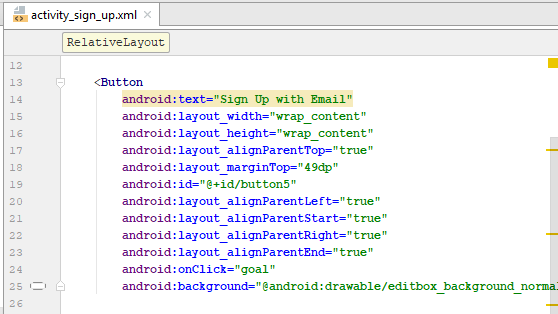 activity_sign_up.xml
RelativeLayout
12
13 <Button
14 android:text="Sign Up with Email"
15 android:layout_width="wrap_content"
16 android:layout_height="wrap_content"
17 android:layout_alignParentTop="true"
18 android:layout_marginTop="49dp"
19 android:id="@+id/button5"
20 android:layout_alignParentLeft="true"
21 android:layout_alignParentStart="true"
22 android:layout_alignParentRight="true"
23 android:layout_alignParentEnd="true"
24 android:onClick="goal"
25 android:background="@android:drawable/editbox_background_norma
26